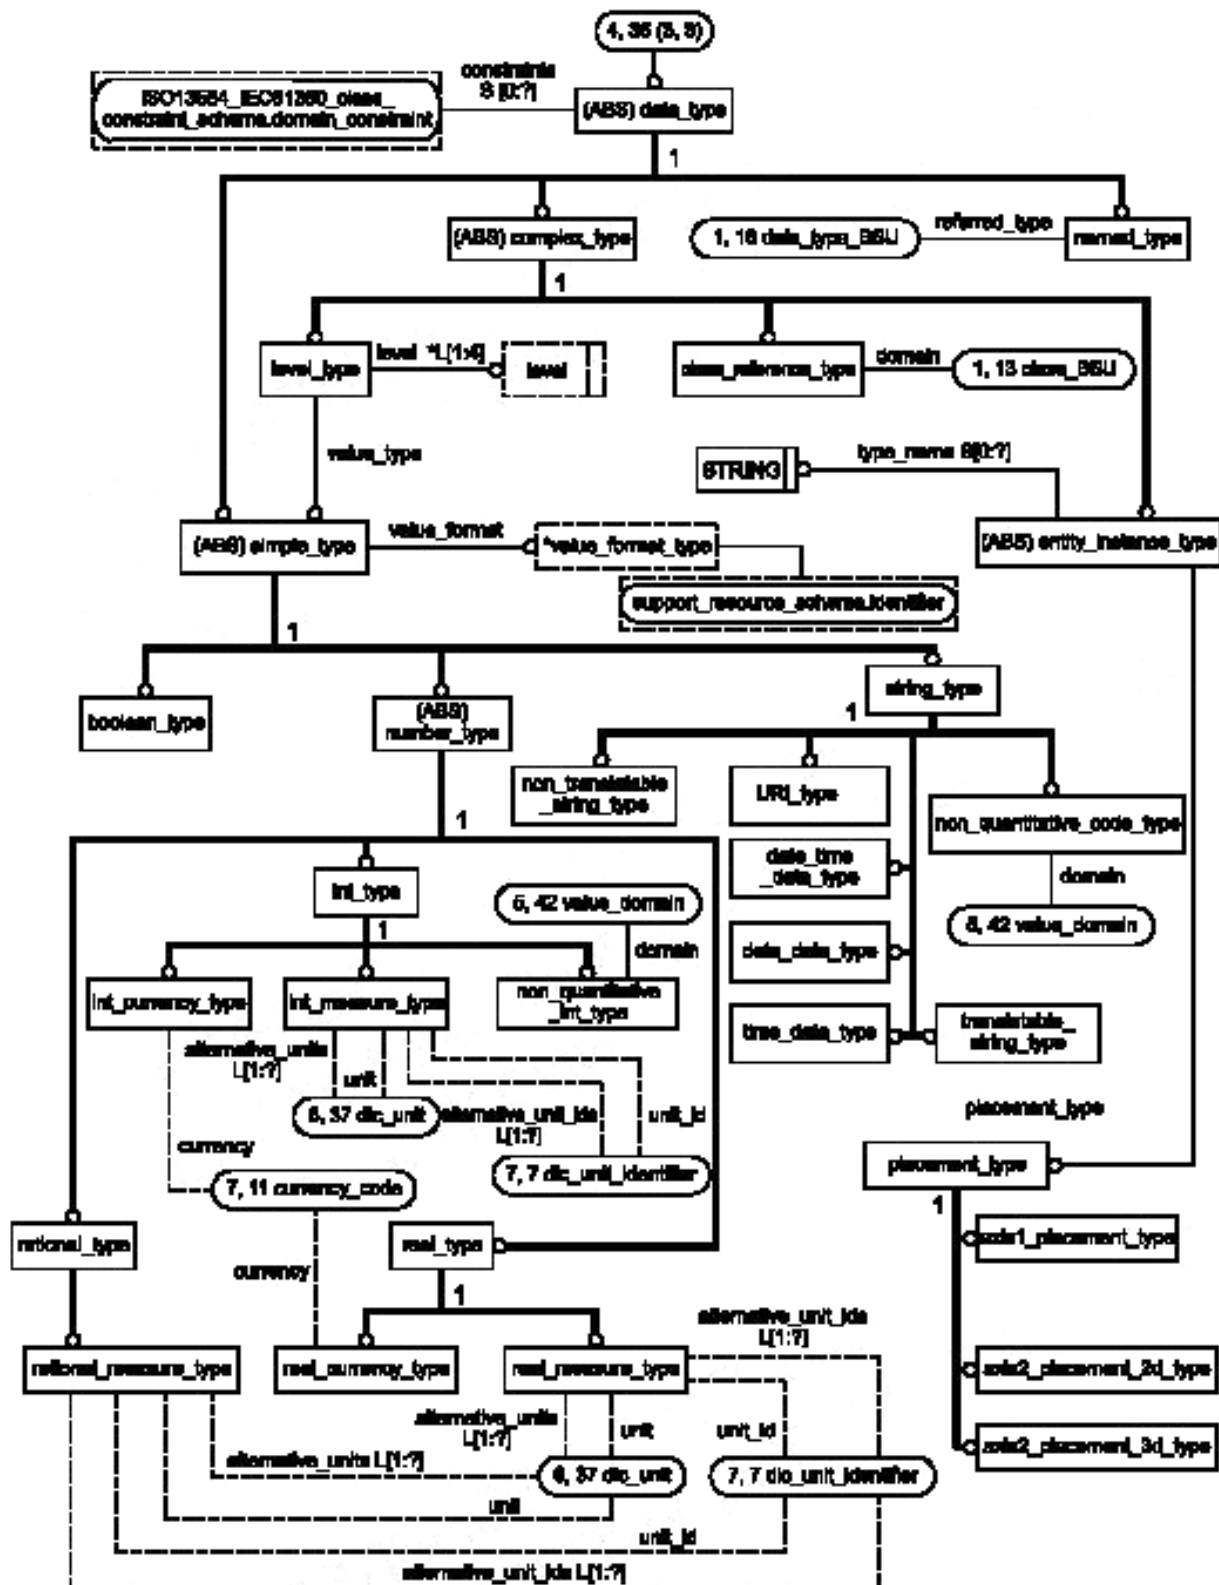 4, 35 (3, 3)
constraints
S [0:?]
ISO13584_IEC61360_class_
constraint_schema.domain_constraint
(ABS) data_type
1
(ABS) complex_type
1, 16 data_type_BSU
referred_type
named_type
1
1
level_type
level *L[1:4]
level
class_reference_type
domain
1, 13 class_BSU
value_type
STRING
type_name S[0:?]
(ABS) simple_type
value_format
*value_format_type
(ABS) entity_instance_type
support_resource_schema.identifier
1
boolean_type
(ABS)
number_type
string_type
1
non_translatable
_string_type
URI_type
non_quantitative_code_type
1
date_time
_data_type
domain
int_type
5, 42 value_domain
5, 42 value_domain
1
domain
date_data_type
int_currency_type
int_measure_type
non_quantitative
_int_type
time_data_type
translatable_
string_type
alternative_units
L[1:?]
unit
5, 37 dic_unit
alternative_unit_ids
L[1:?]
unit_id
placement_type
currency
7, 7 dic_unit_identifier
placement_type
7, 11 currency_code
1
rational_type
real_type
axis1_placement_type
currency
1
alternative_unit_ids
L[1:?]
rational_measure_type
real_currency_type
real_measure_type
axis2_placement_2d_type
alternative_units
L[1:?]
unit
unit_id
axis2_placement_3d_type
alternative_units L[1:?]
6, 37 dic_unit
7, 7 dic_unit_identifier
unit
unit_id
alternative_unit_ids L[1:?]